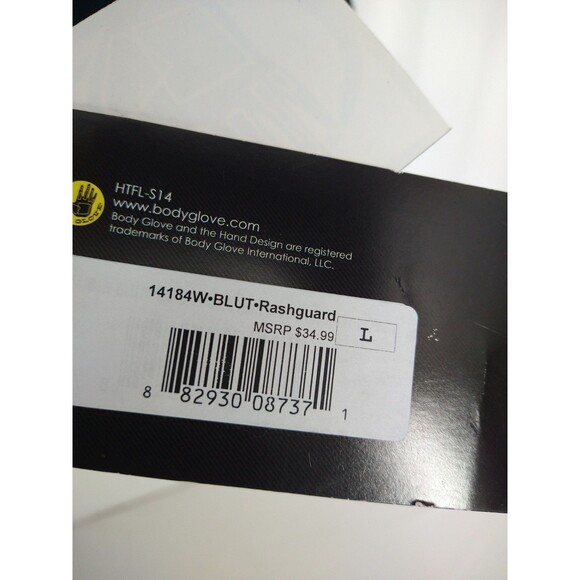 HTFL-S14
www.bodyglove.com
Body Glove and the Hand Design are registered
trademarks of Body Glove International, LLC.
GLOVE
14184W•BLUT•Rashguard
MSRP $34.99
L
8 82930 08737 1